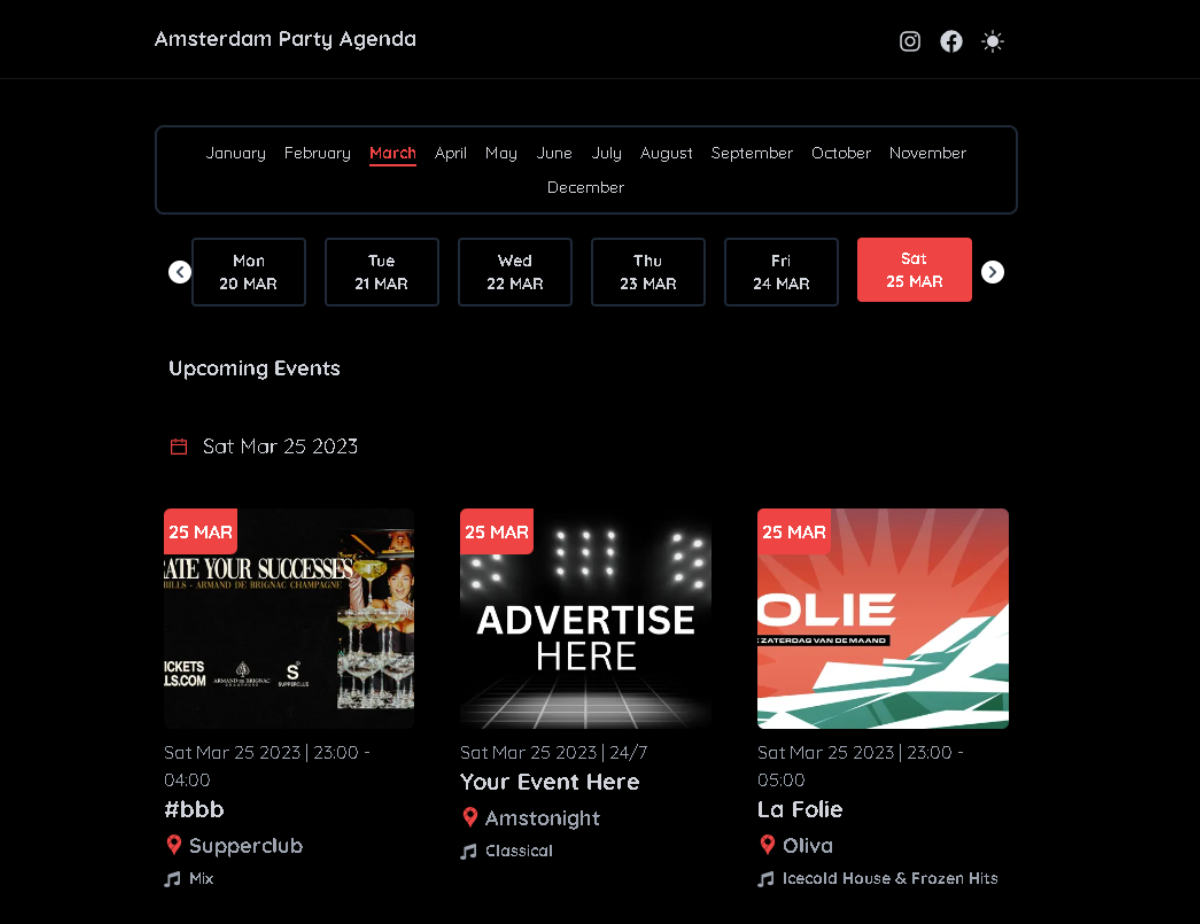 Amsterdam Party Agenda
January February March April May June July August September October November
December
Mon Tue Wed Thu Fri Sat
20 MAR 21 MAR 22 MAR 23 MAR 24 MAR 25 MAR
Upcoming Events
Sat Mar 25 2023
25 MAR
ATE YOUR SUCCESSES
BILLS - ARMAND DE BRIGNAC CHAMPAGNE
ICKETS
LS.COM
ARMAND DE BRIGNAC
S
SUPPERCLUB
Sat Mar 25 2023 | 23:00 -
04:00
#bbb
Supperclub
Mix
25 MAR
ADVERTISE
HERE
Sat Mar 25 2023 | 24/7
Your Event Here
Amstonight
Classical
25 MAR
OLIE
ZATERDAG VAN DE MAAND
Sat Mar 25 2023 | 23:00 -
05:00
La Folie
Oliva
Icecold House & Frozen Hits